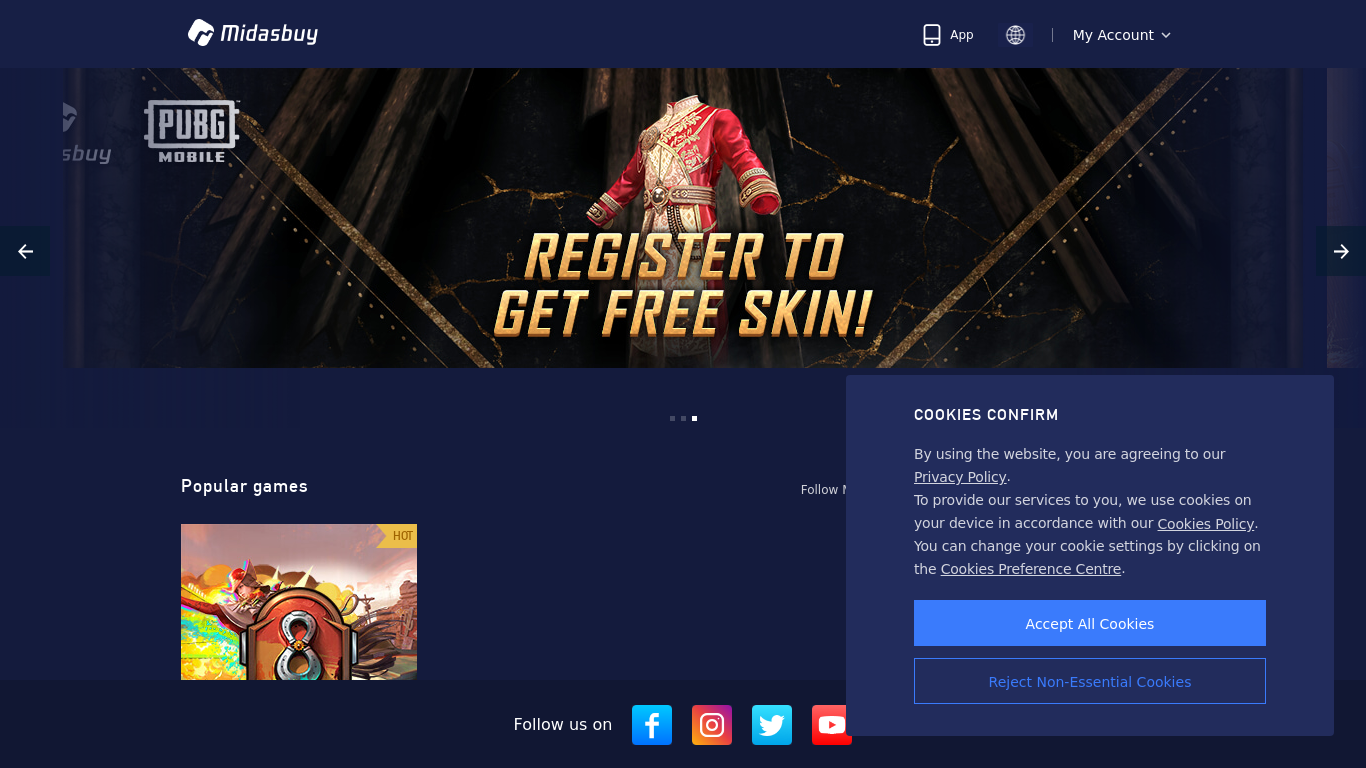 Midasbuy
App
My Account
sbuy
PUBG
MOBILE
REGISTER TO
GET FREE SKIN!
COOKIES CONFIRM
By using the website, you are agreeing to our
Privacy Policy.
To provide our services to you, we use cookies on
your device in accordance with our Cookies Policy.
You can change your cookie settings by clicking on
the Cookies Preference Centre.
Accept All Cookies
Reject Non-Essential Cookies
Popular games
Follow
HOT
8
Follow us on